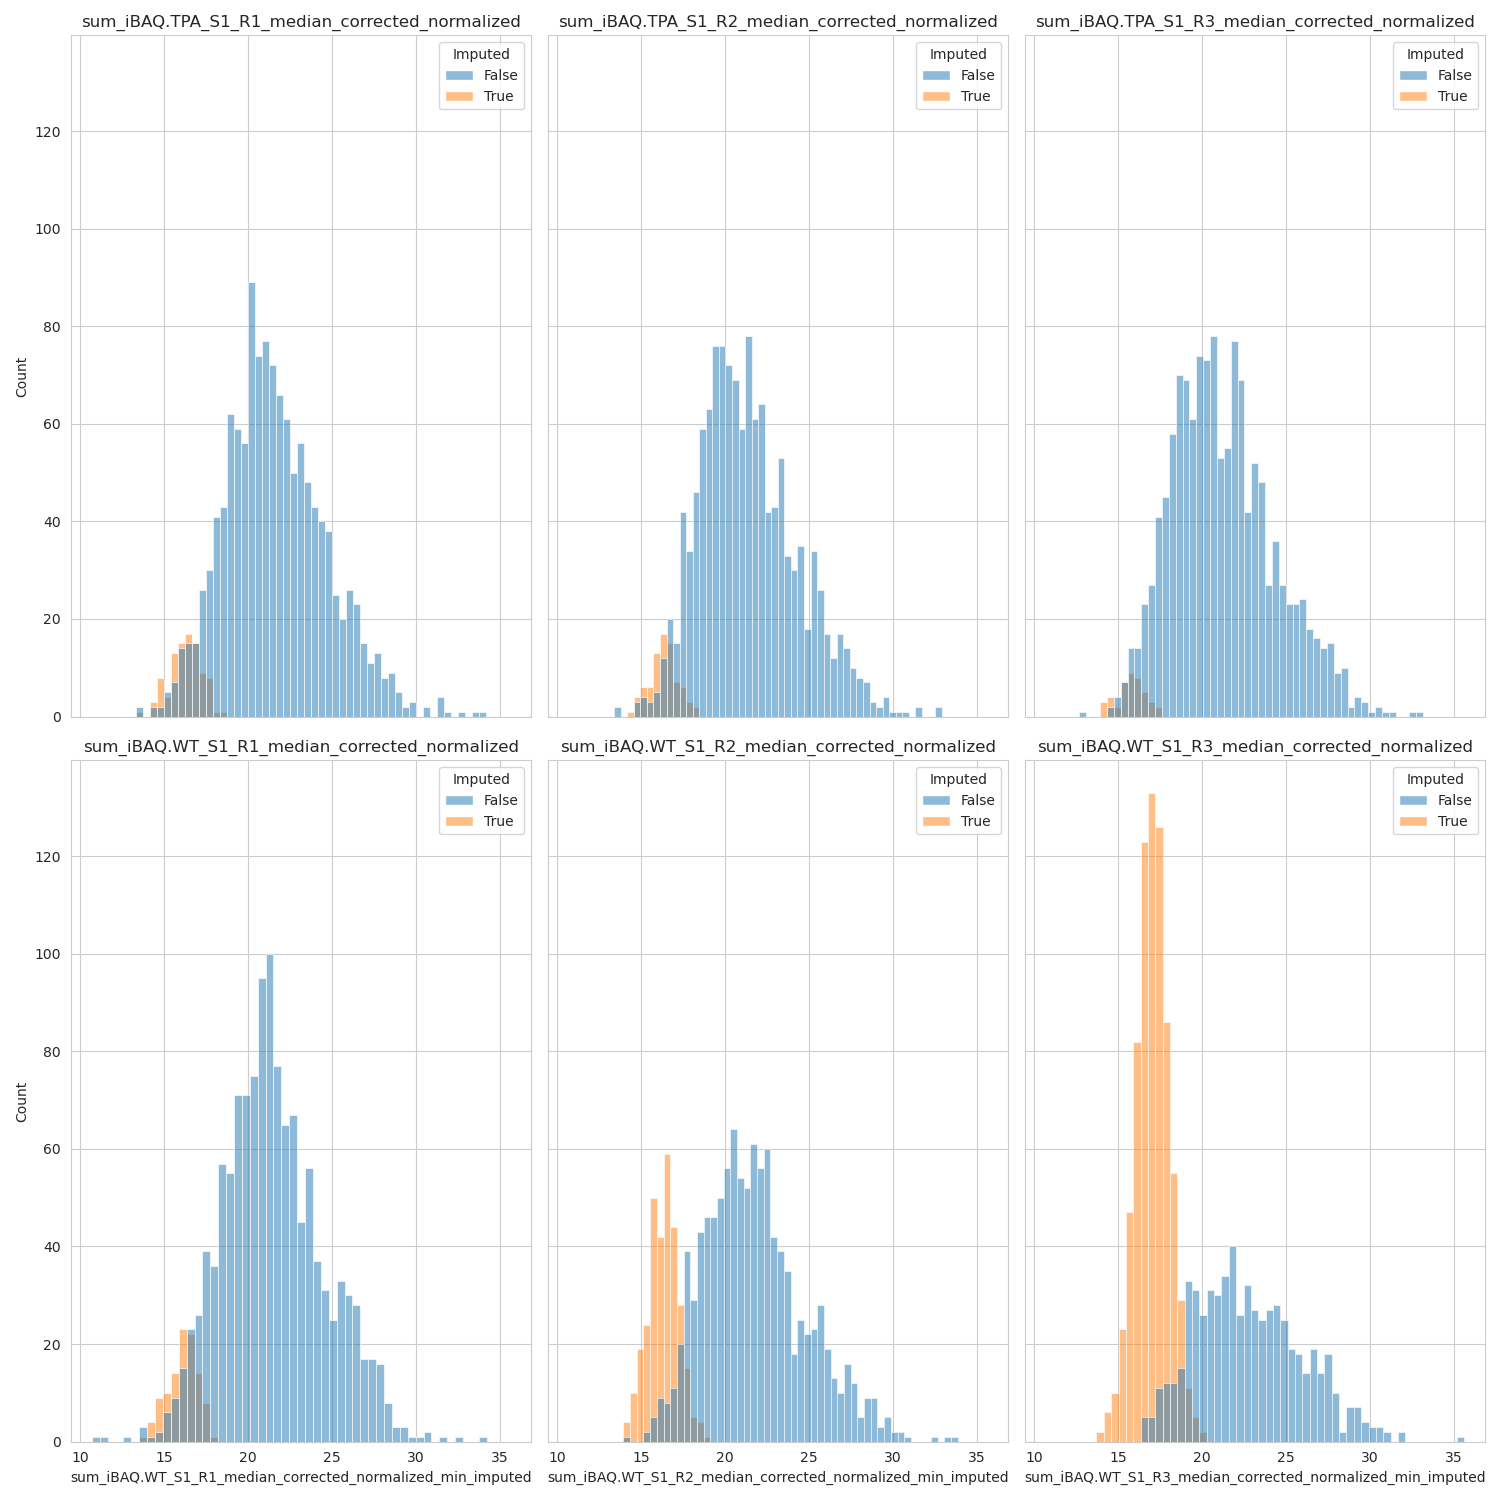 sum_iBAQ.TPA_S1_R1_median_corrected_normalized
sum_iBAQ.TPA_S1_R2_median_corrected_normalized
sum_iBAQ.TPA_S1_R3_median_corrected_normalized
Imputed
False
True
Imputed
False
True
Imputed
False
True
120
100
80
60
40
20
0
Count
sum_iBAQ.WT_S1_R1_median_corrected_normalized
sum_iBAQ.WT_S1_R2_median_corrected_normalized
sum_iBAQ.WT_S1_R3_median_corrected_normalized
Imputed
False
True
Imputed
False
True
Imputed
False
True
120
100
80
60
40
20
0
Count
10 15 20 25 30 35
10 15 20 25 30 35
10 15 20 25 30 35
sum_iBAQ.WT_S1_R1_median_corrected_normalized_min_imputed
sum_iBAQ.WT_S1_R2_median_corrected_normalized_min_imputed
sum_iBAQ.WT_S1_R3_median_corrected_normalized_min_imputed